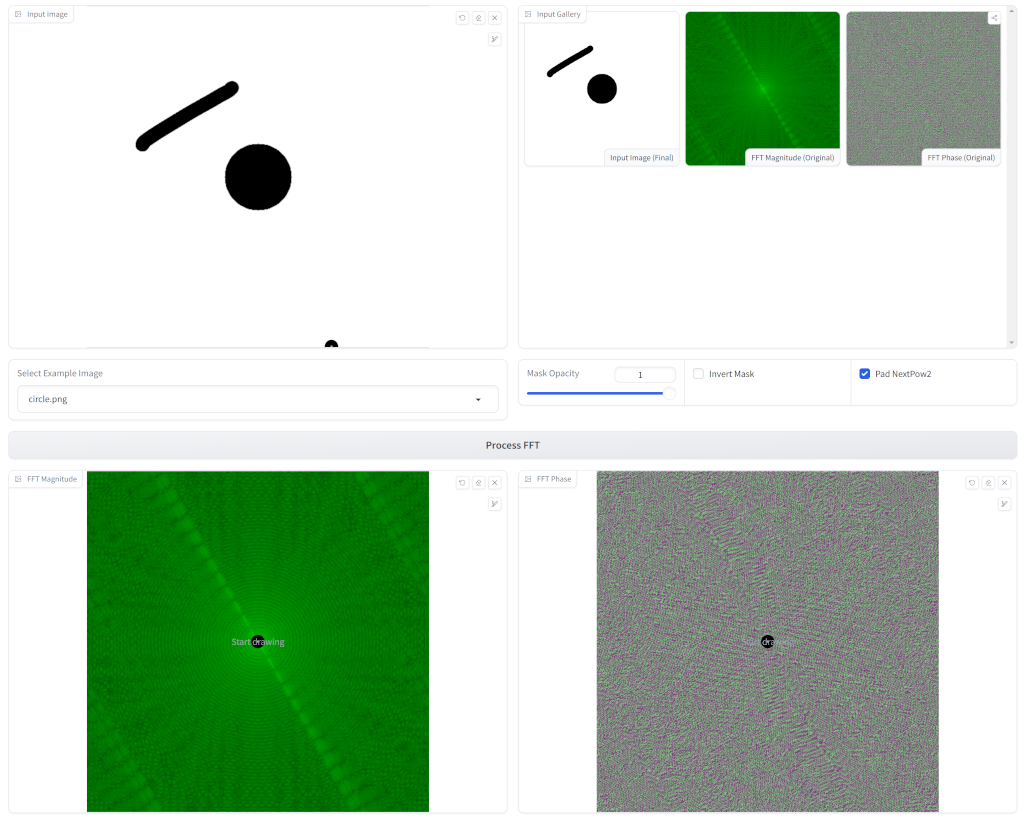 Input Image
Input Gallery
Input Image (Final)
FFT Magnitude (Original)
FFT Phase (Original)
Select Example Image
circle.png
Mask Opacity
1
Invert Mask
Pad NextPow2
Process FFT
FFT Magnitude
FFT Phase
Start drawing